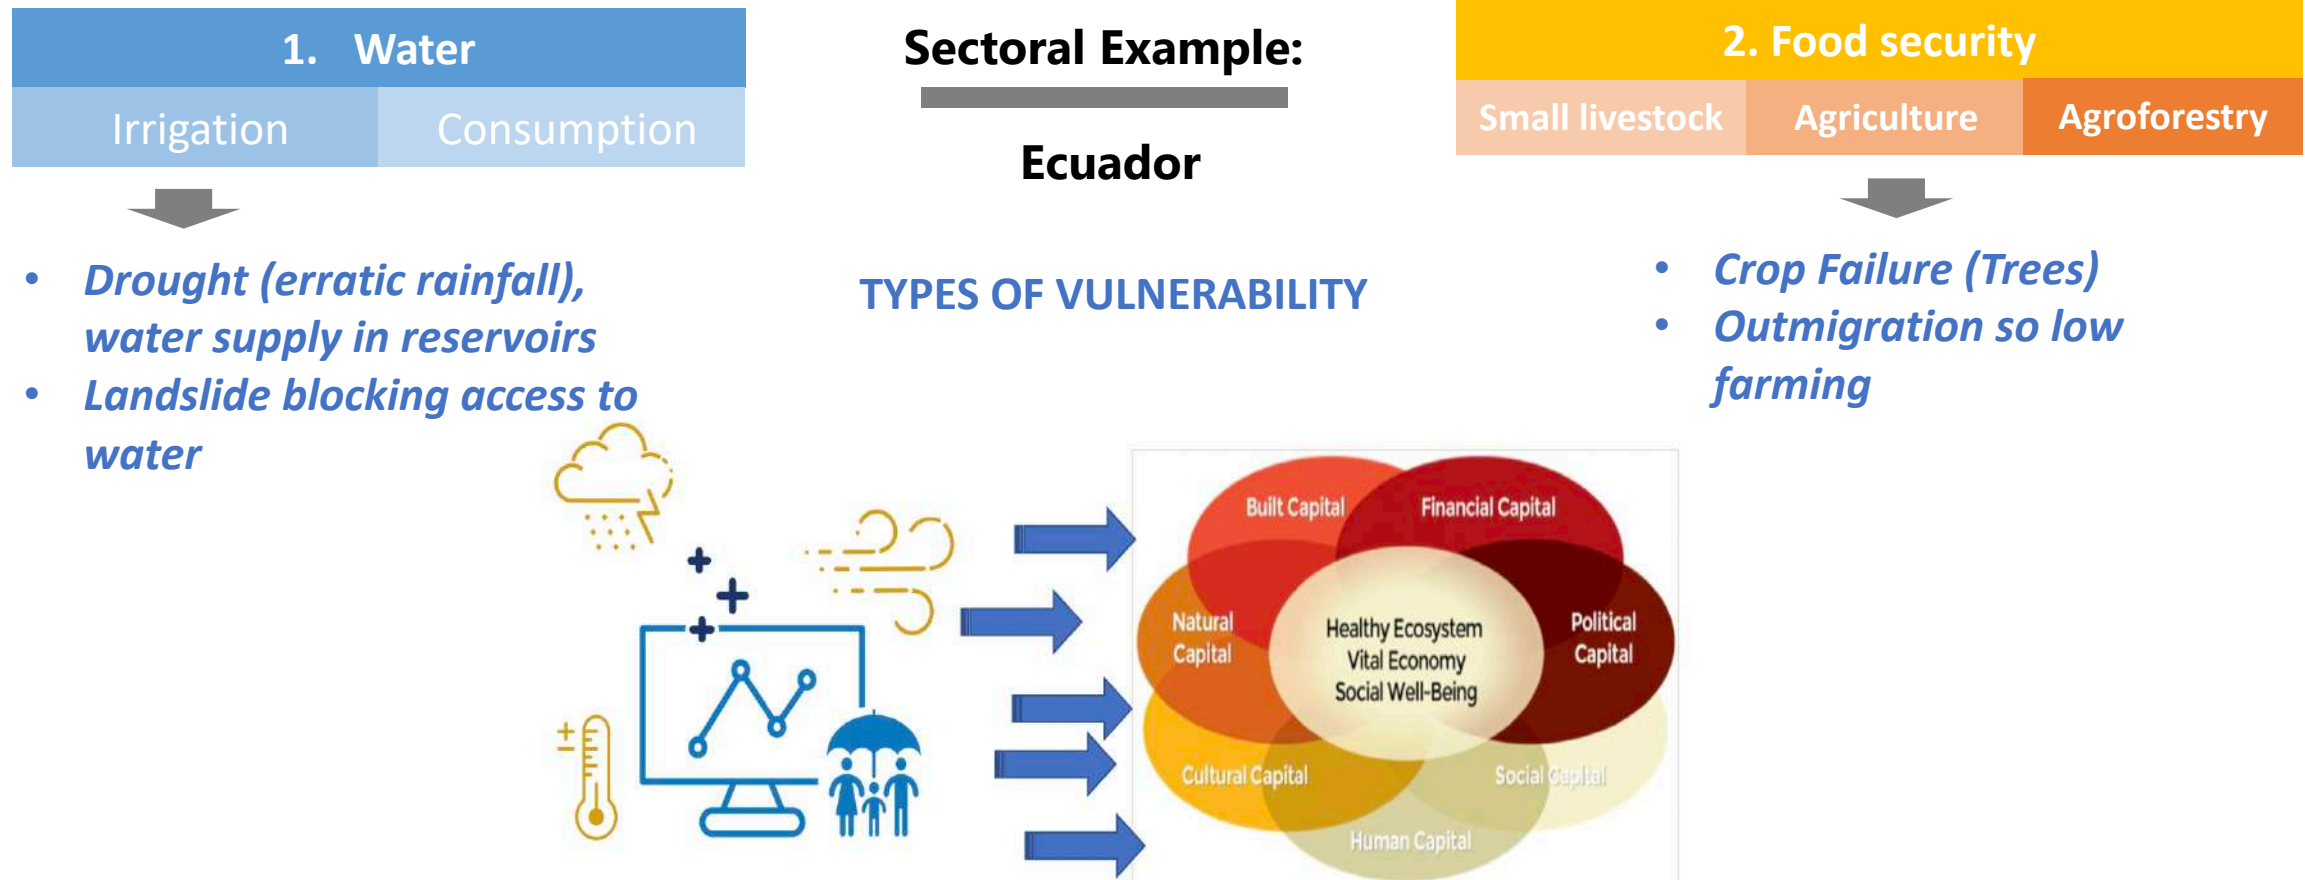 1. Water
Irrigation
Consumption
Sectoral Example:
Ecuador
2. Food security
Small livestock
Agriculture
Agroforestry
• Drought (erratic rainfall),
water supply in reservoirs
• Landslide blocking access to
water
TYPES OF VULNERABILITY
• Crop Failure (Trees)
• Outmigration so low
farming
Built Capital
Financial Capital
Natural
Capital
Political
Capital
Healthy Ecosystem
Vital Economy
Social Well-Being
Cultural Capital
Social Capital
Human Capital